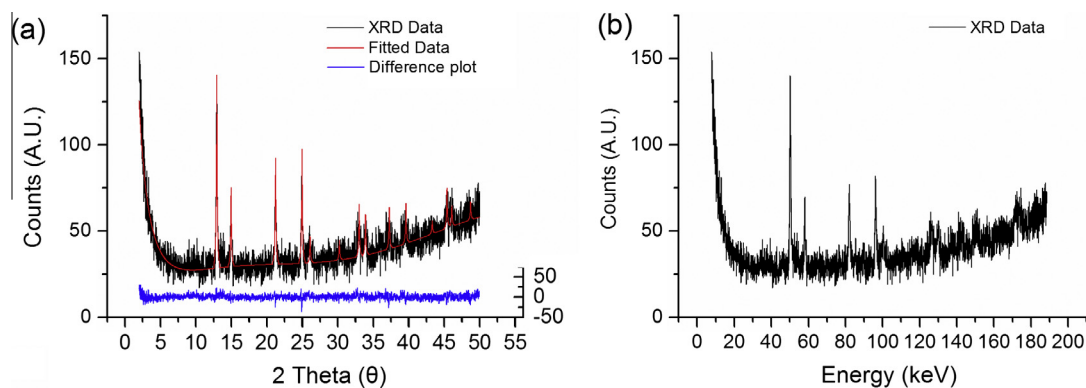 (a)
XRD Data
Fitted Data
Difference plot
150
100
50
0
Counts (A.U.)
50
0
-50
0 5 10 15 20 25 30 35 40 45 50 55
2 Theta (θ)
(b)
XRD Data
150
100
50
0
Counts (A.U.)
0 20 40 60 80 100 120 140 160 180 200
Energy (keV)